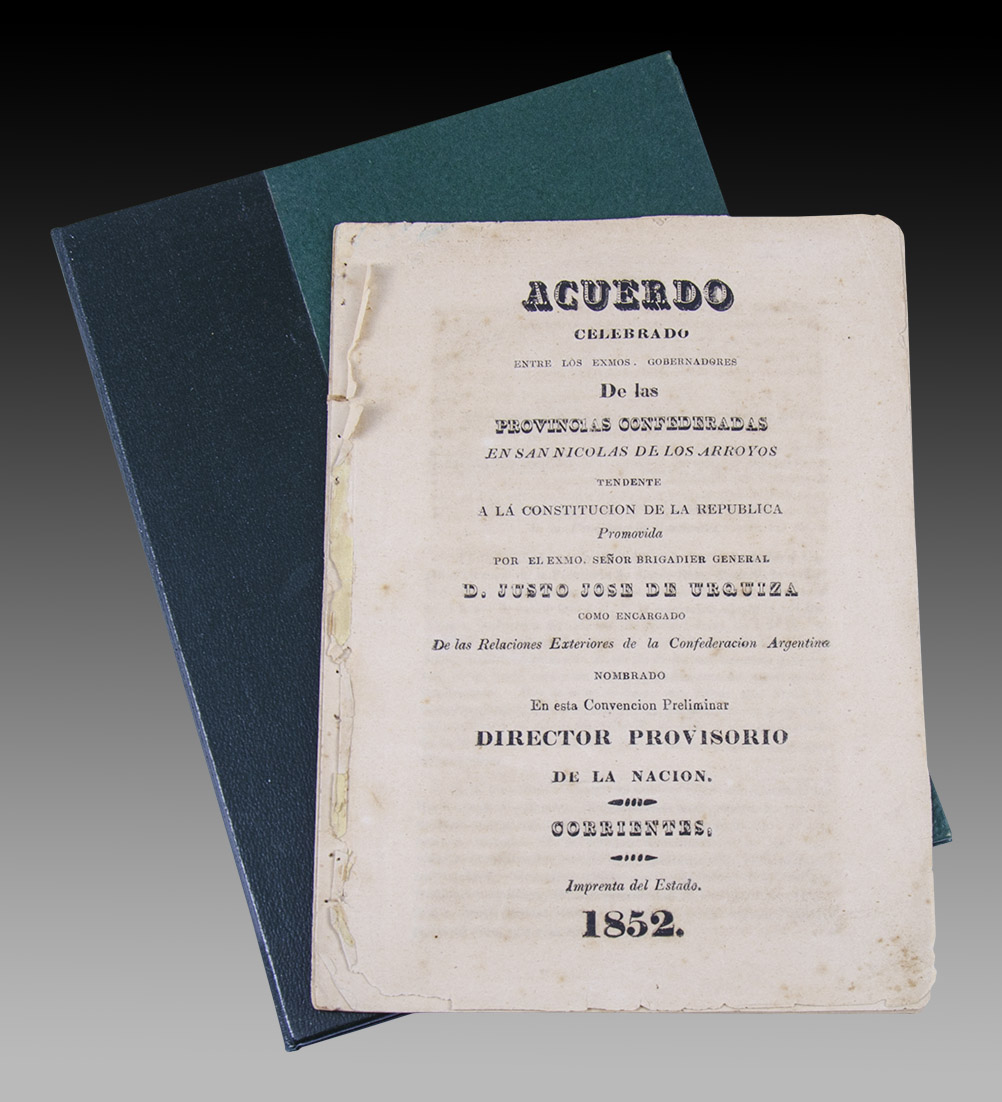 ACUERDO
CELEBRADO
ENTRE LOS EXMOS. GOBERNADORES
De las
PROVINCIAS CONFEDERADAS
EN SAN NICOLAS DE LOS ARROYOS
TENDENTE
A LÁ CONSTITUCION DE LA REPUBLICA
Promovida
POR EL EXMO. SEÑOR BRIGADIER GENERAL
D. JUSTO JOSE DE URQUIZA
COMO ENCARGADO
De las Relaciones Exteriores de la Confederacion Argentina
NOMBRADO
En esta Convencion Preliminar
DIRECTOR PROVISORIO
DE LA NACION.
CORRIENTES;
Imprenta del Estado.
1852.